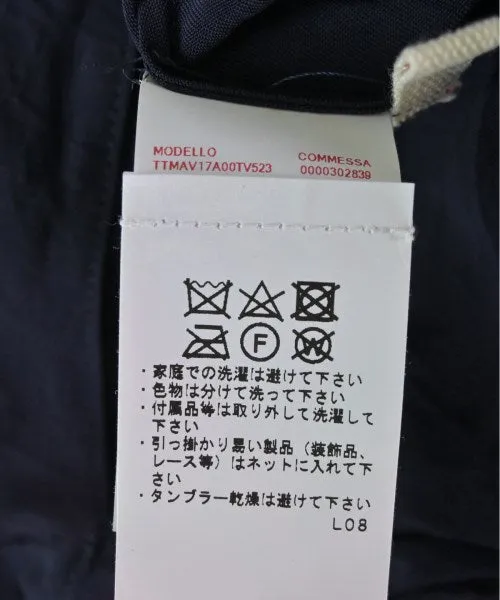 MODELLO COMMESSA
TTMAV17A00TV523 0000302839
F W
・家庭での洗濯は避けて下さい
・色物は分けて洗って下さい
・付属品等は取り外して洗濯して
下さい
・引っ掛かり易い製品（装飾品、
レース等）はネットに入れて下
さい
・タンブラー乾燥は避けて下さい
L08